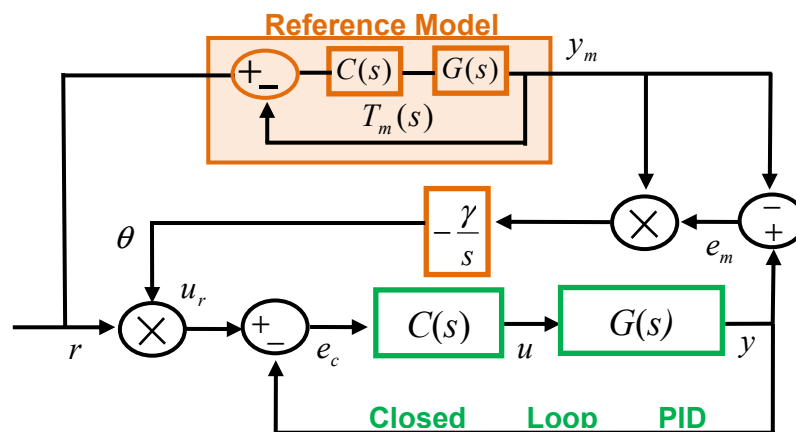 Reference Model
+
−
C(s)
G(s)
y_m
T_m(s)
−
+
e_m
×
−γ/s
θ
u_r
×
r
+
−
e_c
C(s)
u
G(s)
y
Closed Loop PID